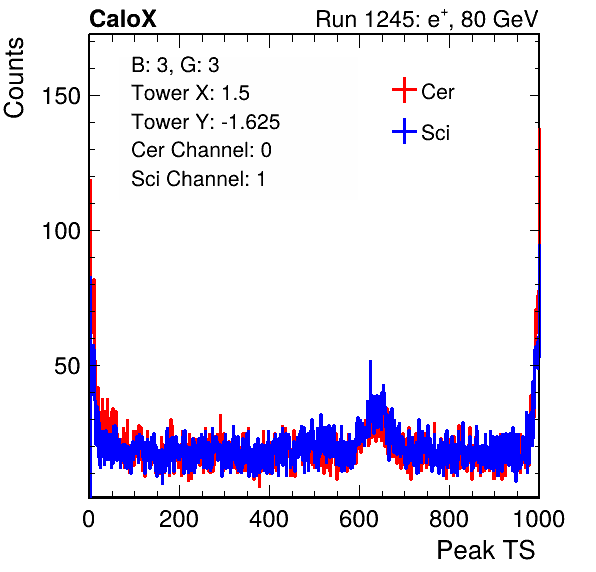 CaloX
Run 1245: e+, 80 GeV
Counts
B: 3, G: 3
Tower X: 1.5
Tower Y: -1.625
Cer Channel: 0
Sci Channel: 1
Cer
Sci
150
100
50
0 200 400 600 800 1000
Peak TS